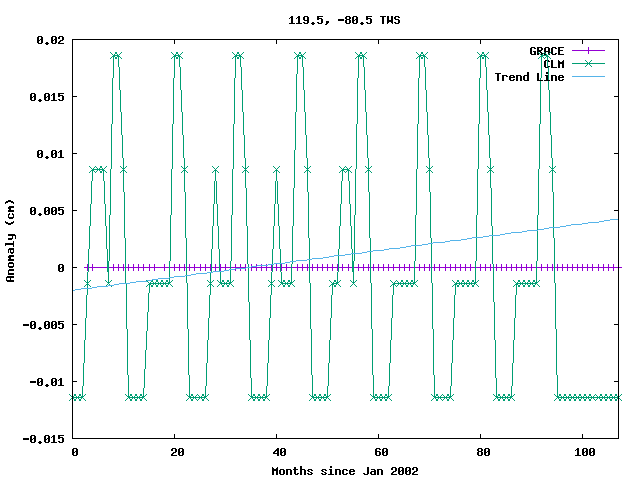 119.5, -80.5 TWS
GRACE
CLM
Trend Line
0.02
0.015
0.01
0.005
0
-0.005
-0.01
-0.015
Anomaly (cm)
0 20 40 60 80 100
Months since Jan 2002